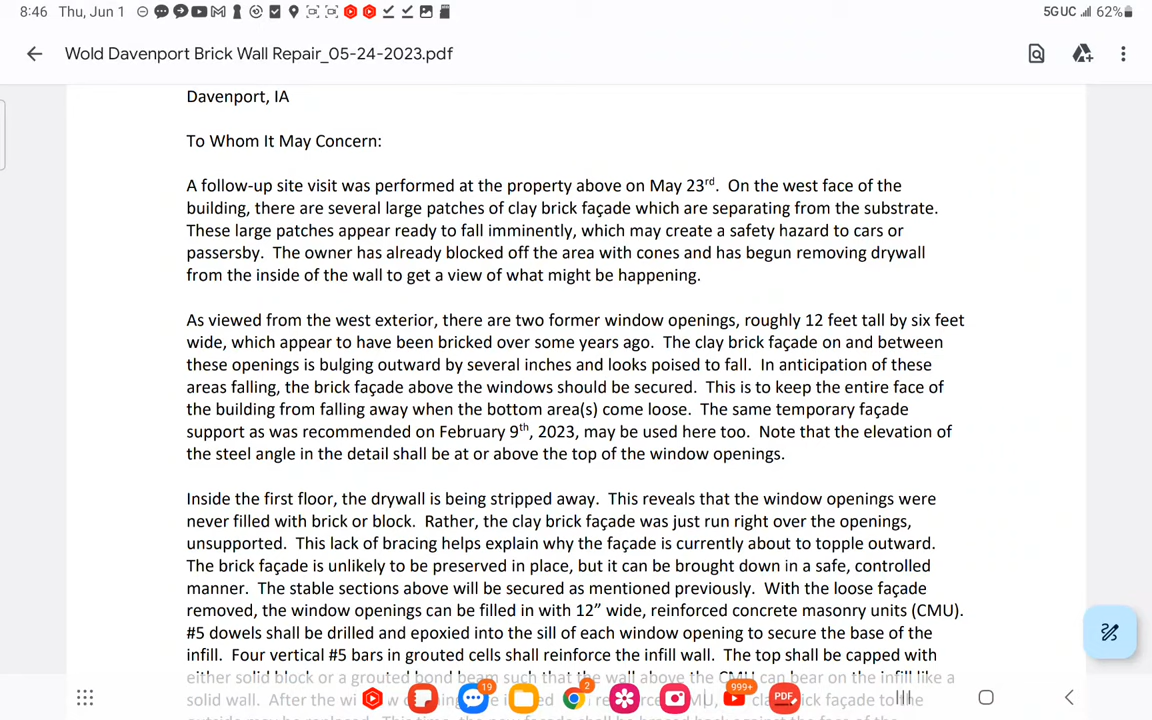 8:46 Thu, Jun 1
5GUC 62%
Wold Davenport Brick Wall Repair_05-24-2023.pdf
Davenport, IA
To Whom It May Concern:
A follow-up site visit was performed at the property above on May 23rd. On the west face of the
building, there are several large patches of clay brick façade which are separating from the substrate.
These large patches appear ready to fall imminently, which may create a safety hazard to cars or
passersby. The owner has already blocked off the area with cones and has begun removing drywall
from the inside of the wall to get a view of what might be happening.
As viewed from the west exterior, there are two former window openings, roughly 12 feet tall by six feet
wide, which appear to have been bricked over some years ago. The clay brick façade on and between
these openings is bulging outward by several inches and looks poised to fall. In anticipation of these
areas falling, the brick façade above the windows should be secured. This is to keep the entire face of
the building from falling away when the bottom area(s) come loose. The same temporary façade
support as was recommended on February 9th, 2023, may be used here too. Note that the elevation of
the steel angle in the detail shall be at or above the top of the window openings.
Inside the first floor, the drywall is being stripped away. This reveals that the window openings were
never filled with brick or block. Rather, the clay brick façade was just run right over the openings,
unsupported. This lack of bracing helps explain why the façade is currently about to topple outward.
The brick façade is unlikely to be preserved in place, but it can be brought down in a safe, controlled
manner. The stable sections above will be secured as mentioned previously. With the loose façade
removed, the window openings can be filled in with 12” wide, reinforced concrete masonry units (CMU).
#5 dowels shall be drilled and epoxied into the sill of each window opening to secure the base of the
infill. Four vertical #5 bars in grouted cells shall reinforce the infill wall. The top shall be capped with
either solid block or a grouted bond beam such that the wall above the CMU can bear on the infill like a
solid wall. After the
19
2
999+
PDF